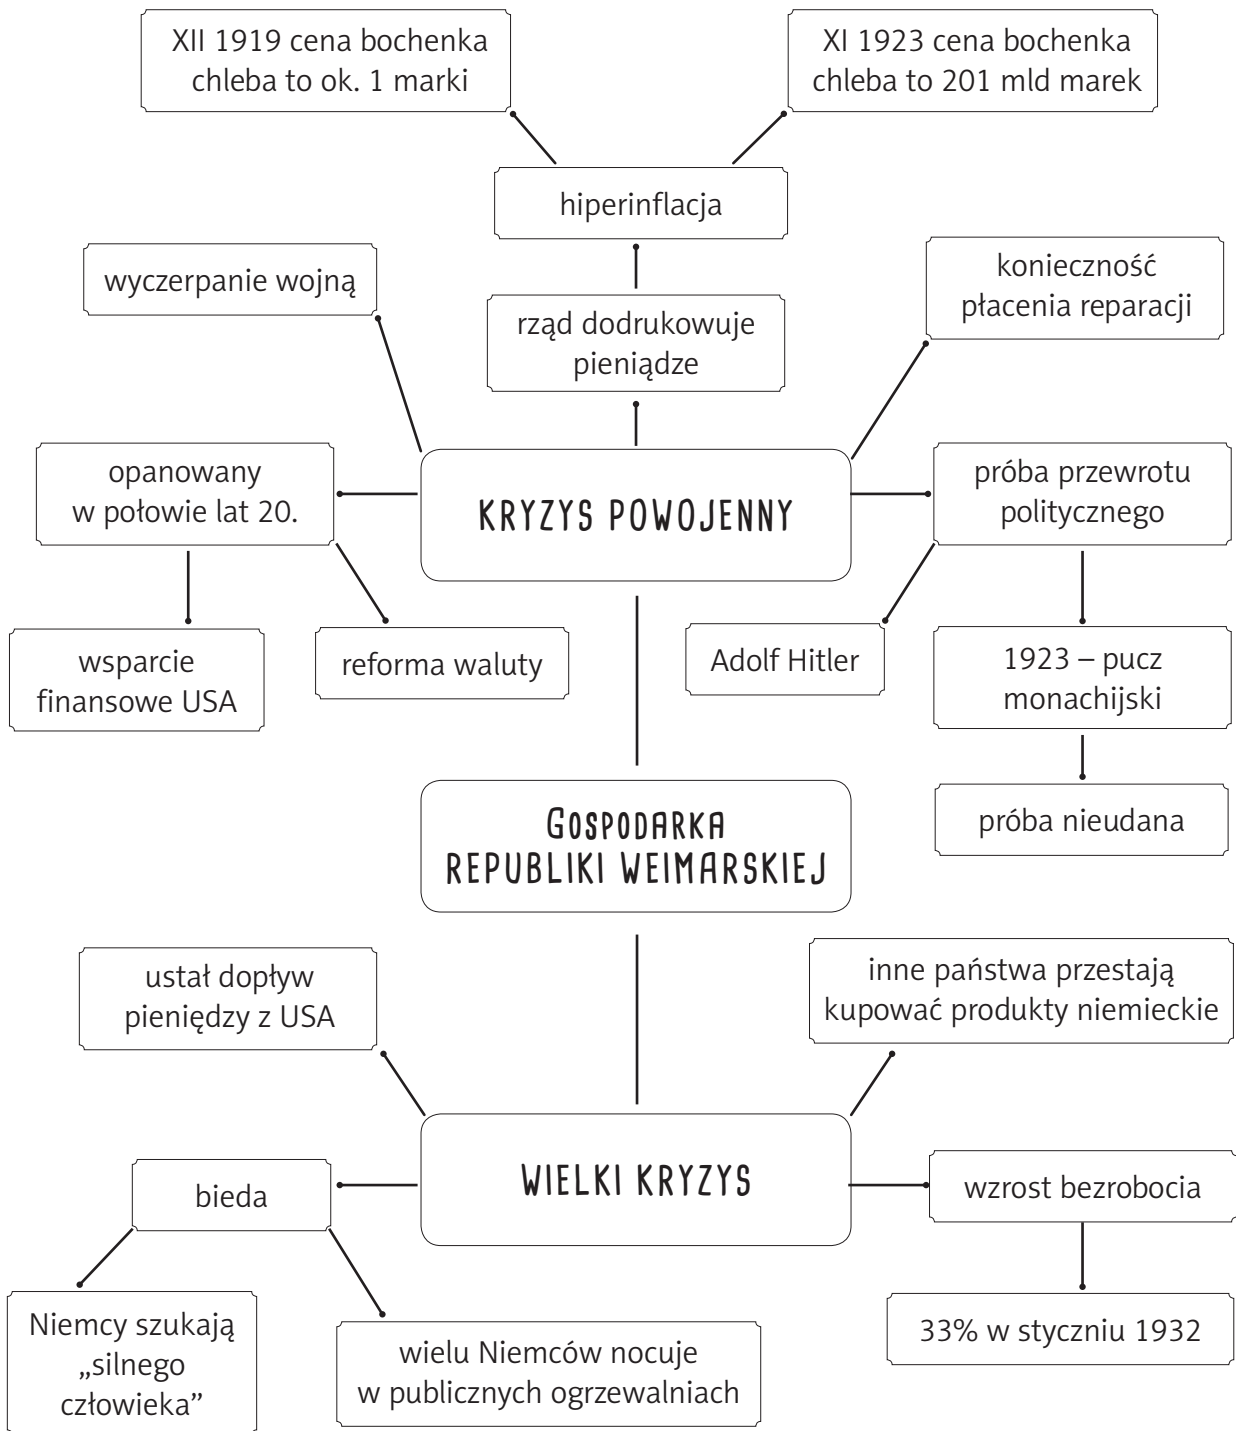 XII 1919 cena bochenka
chleba to ok. 1 marki
XI 1923 cena bochenka
chleba to 201 mld marek
hiperinflacja
wyczerpanie wojną
konieczność
płacenia reparacji
rząd dodrukowuje
pieniądze
opanowany
w połowie lat 20.
KRYZYS POWOJENNY
próba przewrotu
politycznego
wsparcie
finansowe USA
reforma waluty
Adolf Hitler
1923 – pucz
monachijski
próba nieudana
GOSPODARKA
REPUBLIKI WEIMARSKIEJ
ustał dopływ
pieniędzy z USA
inne państwa przestają
kupować produkty niemieckie
WIELKI KRYZYS
bieda
wzrost bezrobocia
Niemcy szukają
„silnego
człowieka”
wielu Niemców nocuje
w publicznych ogrzewalniach
33% w styczniu 1932